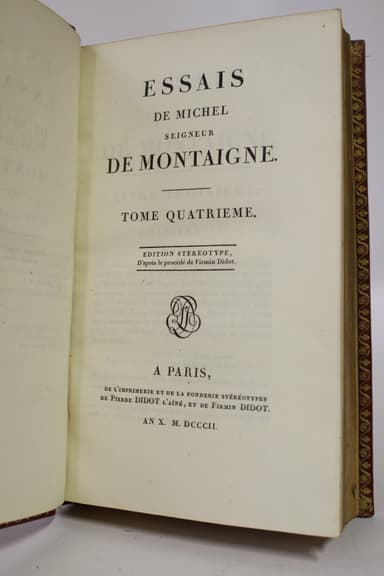 ESSAIS
DE MICHEL
SEIGNEUR
DE MONTAIGNE.
TOME QUATRIEME.
EDITION STÉRÉOTYPE,
D'après le procédé de Firmin Didot.
A PARIS,
DE L'IMPRIMERIE ET DE LA FONDERIE STÉRÉOTYPES
DE PIERRE DIDOT L'AÎNÉ, ET DE FIRMIN DIDOT.
AN X. M. DCCCII.